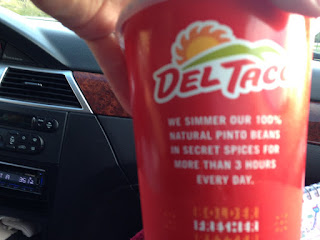 DEL TACO
WE SIMMER OUR 100%
NATURAL PINTO BEANS
IN SECRET SPICES FOR
MORE THAN 3 HOURS
EVERY DAY.